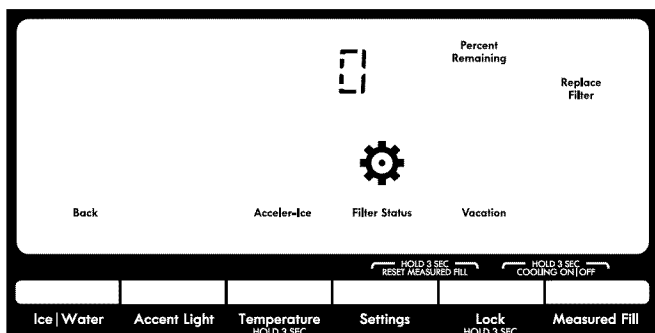 0
Percent
Remaining
Replace
Filter
Back
Acceler-Ice
Filter Status
Vacation
HOLD 3 SEC
RESET MEASURED FILL
HOLD 3 SEC
COOLING ON|OFF
Ice|Water
Accent Light
Temperature
HOLD 3 SEC
Settings
Lock
HOLD 3 SEC
Measured Fill